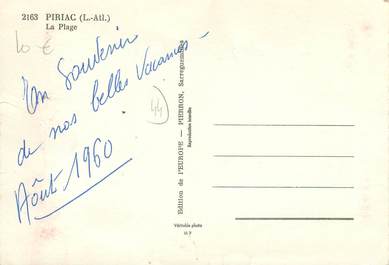 2163 PIRIAC (L.-Atl.)
La Plage
10 €
Un Souvenir
de nos belles Vacances
Août 1960
44
Edition de l'EUROPE — PIERRON, Sarreguemines
Reproduction interdite
Véritable photo